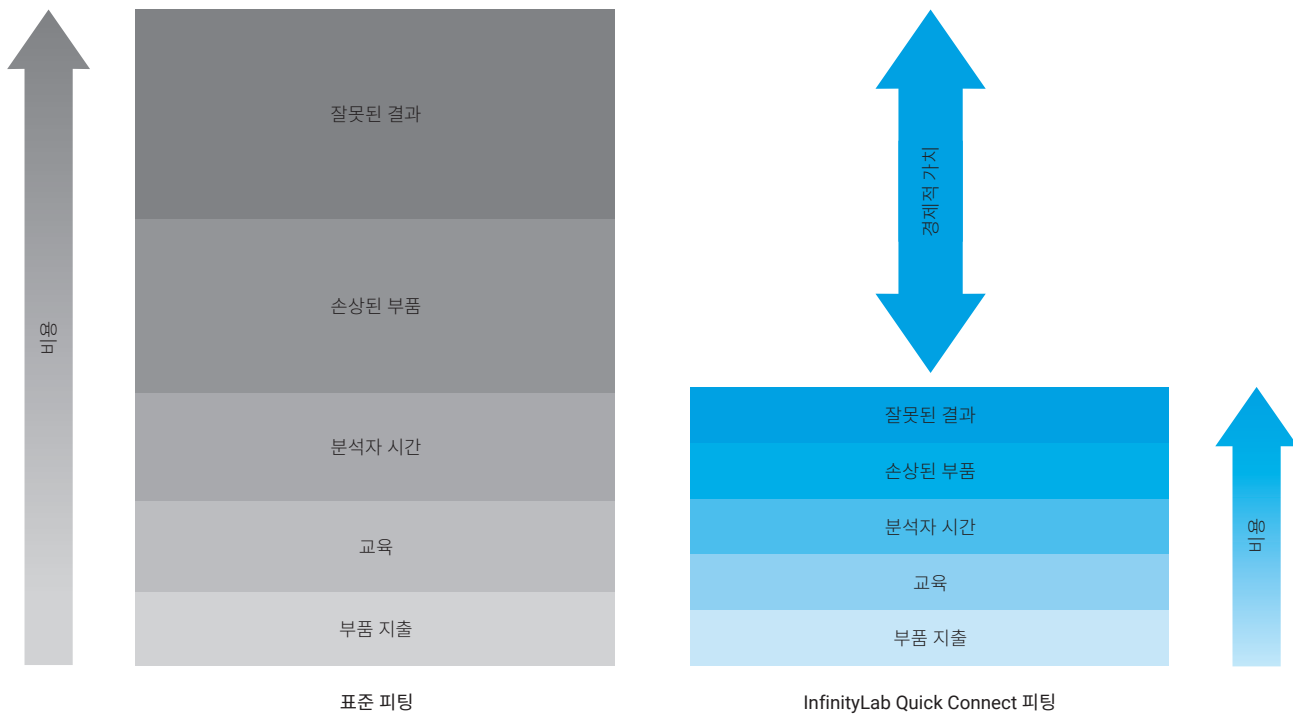 비용
잘못된 결과
손상된 부품
분석자 시간
교육
부품 지출
표준 피팅
경제적 가치
잘못된 결과
손상된 부품
분석자 시간
교육
부품 지출
비용
InfinityLab Quick Connect 피팅